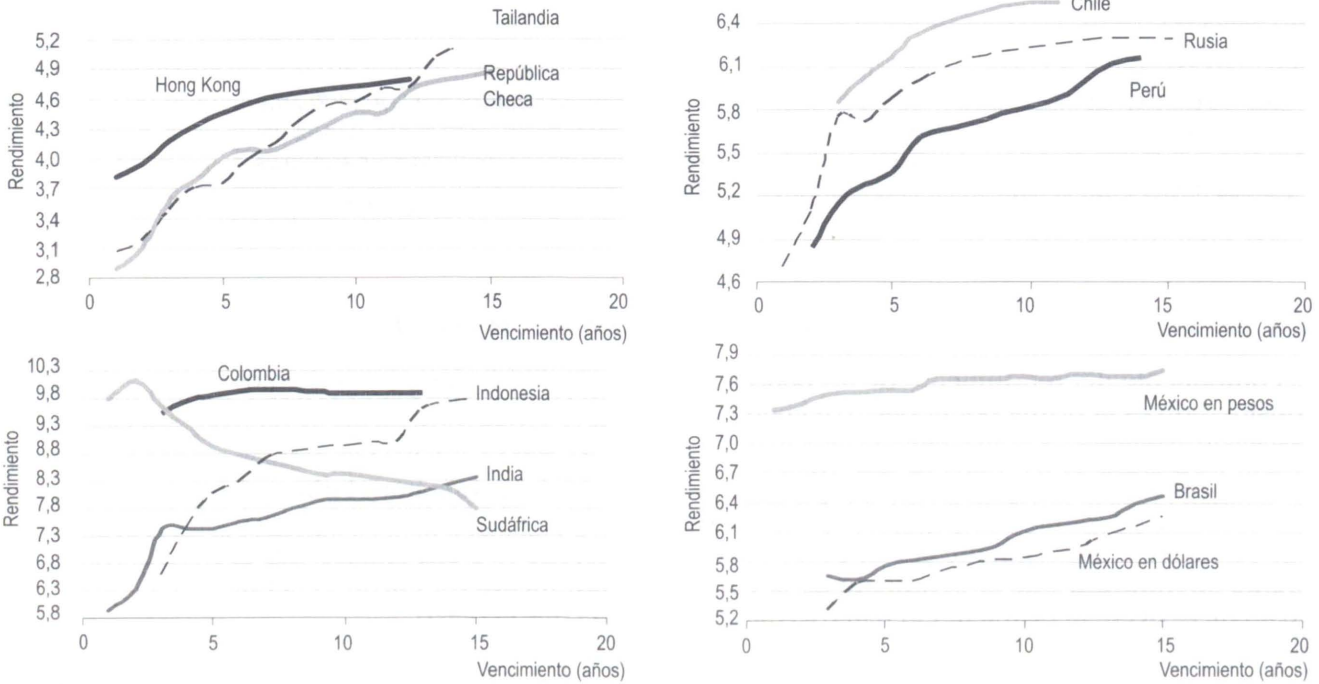 Tailandia
5,2
4,9
4,6
4,3
4,0
3,7
3,4
3,1
2,8
Rendimiento
Hong Kong
República
Checa
0 5 10 15 20
Vencimiento (años)
Chile
6,4
6,1
5,8
5,5
5,2
4,9
4,6
Rendimiento
Rusia
Perú
0 5 10 15 20
Vencimiento (años)
10,3
9,8
9,3
8,8
8,3
7,8
7,3
6,8
6,3
5,8
Rendimiento
Colombia
Indonesia
India
Sudáfrica
0 5 10 15 20
Vencimiento (años)
7,9
7,6
7,3
7,0
6,7
6,4
6,1
5,8
5,5
5,2
Rendimiento
México en pesos
Brasil
México en dólares
0 5 10 15 20
Vencimiento (años)